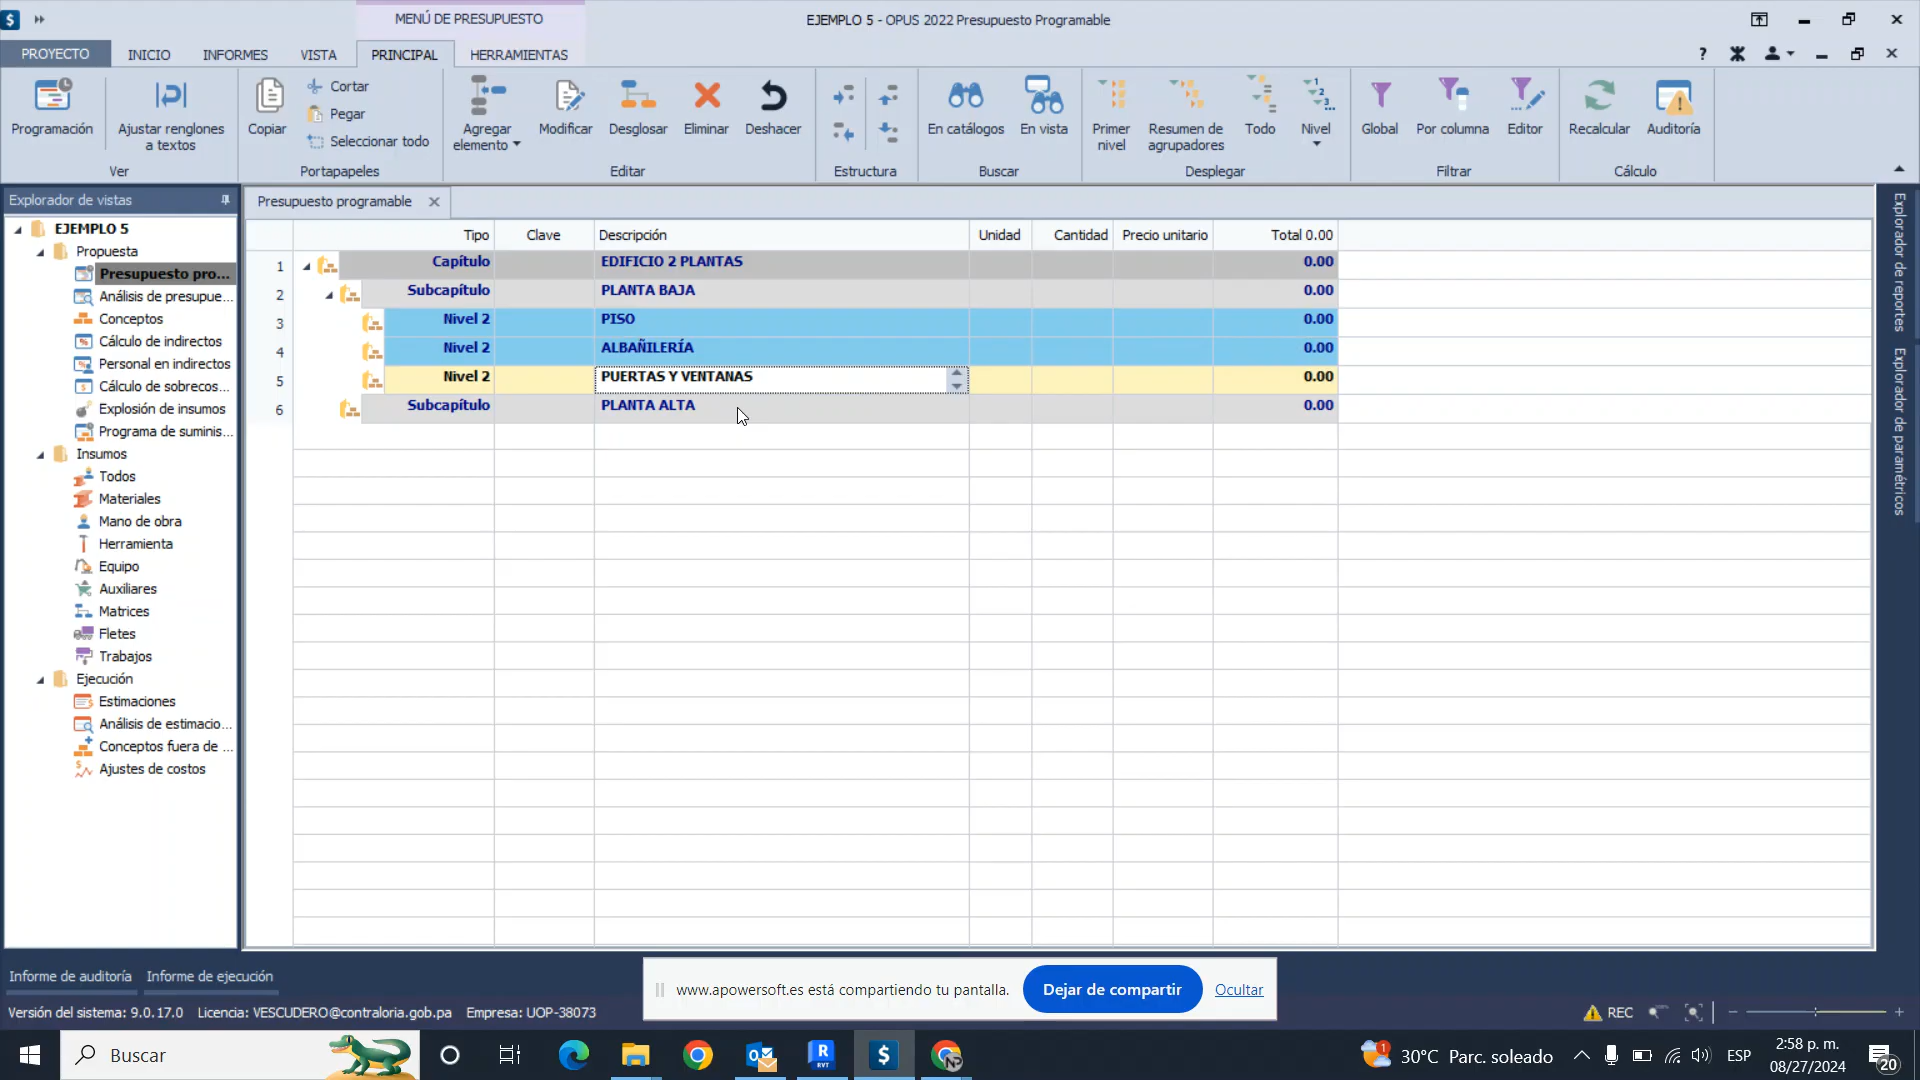 MENÚ DE PRESUPUESTO
EJEMPLO 5 - OPUS 2022 Presupuesto Programable
PROYECTO INICIO INFORMES VISTA PRINCIPAL HERRAMIENTAS
Programación
Ajustar renglones a textos
Ver
Copiar
Cortar
Pegar
Seleccionar todo
Portapapeles
Agregar elemento
Modificar
Desglosar
Eliminar
Deshacer
Editar
Estructura
En catálogos
En vista
Buscar
Primer nivel
Resumen de agrupadores
Todo
Nivel
Desplegar
Global
Por columna
Editor
Filtrar
Recalcular
Auditoría
Cálculo
Explorador de vistas
EJEMPLO 5
Propuesta
Presupuesto pro...
Análisis de presupue...
Conceptos
Cálculo de indirectos
Personal en indirectos
Cálculo de sobrecos...
Explosión de insumos
Programa de suminis...
Insumos
Todos
Materiales
Mano de obra
Herramienta
Equipo
Auxiliares
Matrices
Fletes
Trabajos
Ejecución
Estimaciones
Análisis de estimacio...
Conceptos fuera de ...
Ajustes de costos
Presupuesto programable
Tipo Clave Descripción Unidad Cantidad Precio unitario Total 0.00
1 Capítulo EDIFICIO 2 PLANTAS 0.00
2 Subcapítulo PLANTA BAJA 0.00
3 Nivel 2 PISO 0.00
4 Nivel 2 ALBAÑILERÍA 0.00
5 Nivel 2 PUERTAS Y VENTANAS 0.00
6 Subcapítulo PLANTA ALTA 0.00
Explorador de reportes
Explorador de paramétricos
Informe de auditoría Informe de ejecución
www.apowersoft.es está compartiendo tu pantalla. Dejar de compartir Ocultar
Versión del sistema: 9.0.17.0 Licencia: VESCUDERO@contraloria.gob.pa Empresa: UOP-38073
REC
Buscar
30°C Parc. soleado
ESP
2:58 p. m.
08/27/2024
20